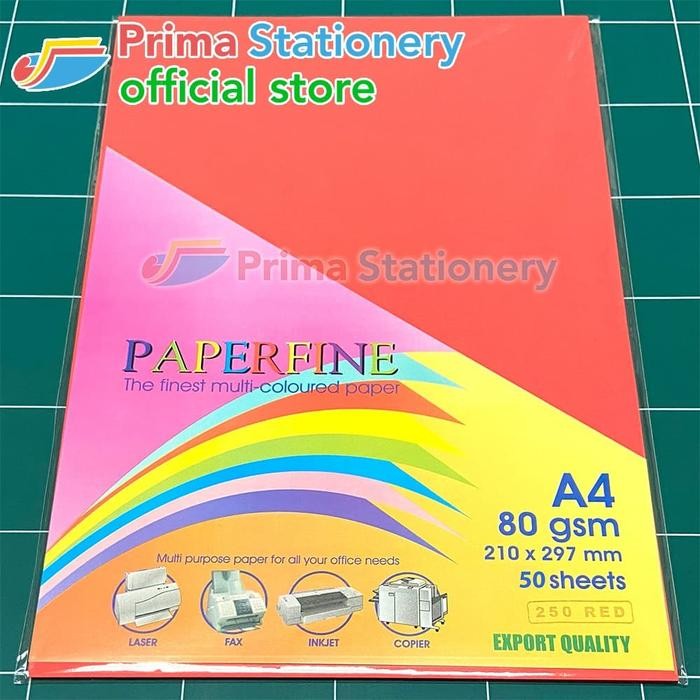 Prima Stationery
official store
Prima Stationery
PAPERFINE
The finest multi-coloured paper
A4
80 gsm
210 x 297 mm
50 sheets
250 RED
EXPORT QUALITY
Multi purpose paper for all your office needs
LASER
FAX
INKJET
COPIER